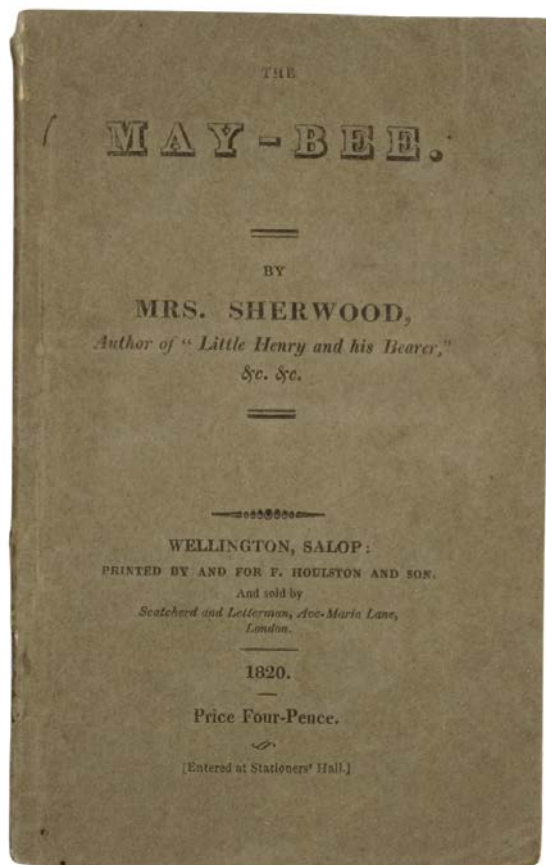 THE
MAY-BEE.
BY
MRS. SHERWOOD,
Author of " Little Henry and his Bearer,"
&c. &c.
WELLINGTON, SALOP:
PRINTED BY AND FOR F. HOULSTON AND SON.
And sold by
Scatcherd and Letterman, Ave-Maria Lane,
London.
1820.
Price Four-Pence.
[Entered at Stationers' Hall.]